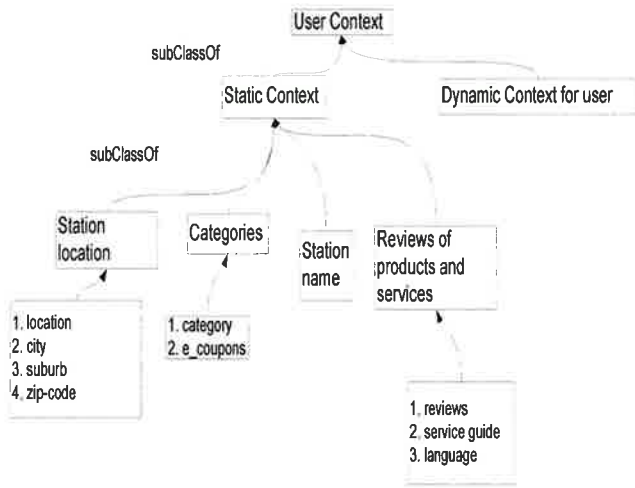 User Context
subClassOf
Static Context
Dynamic Context for user
subClassOf
Station
location
Categories
Station
name
Reviews of
products and
services
1. location
2. city
3. suburb
4. zip-code
1. category
2. e_coupons
1. reviews
2. service guide
3. language